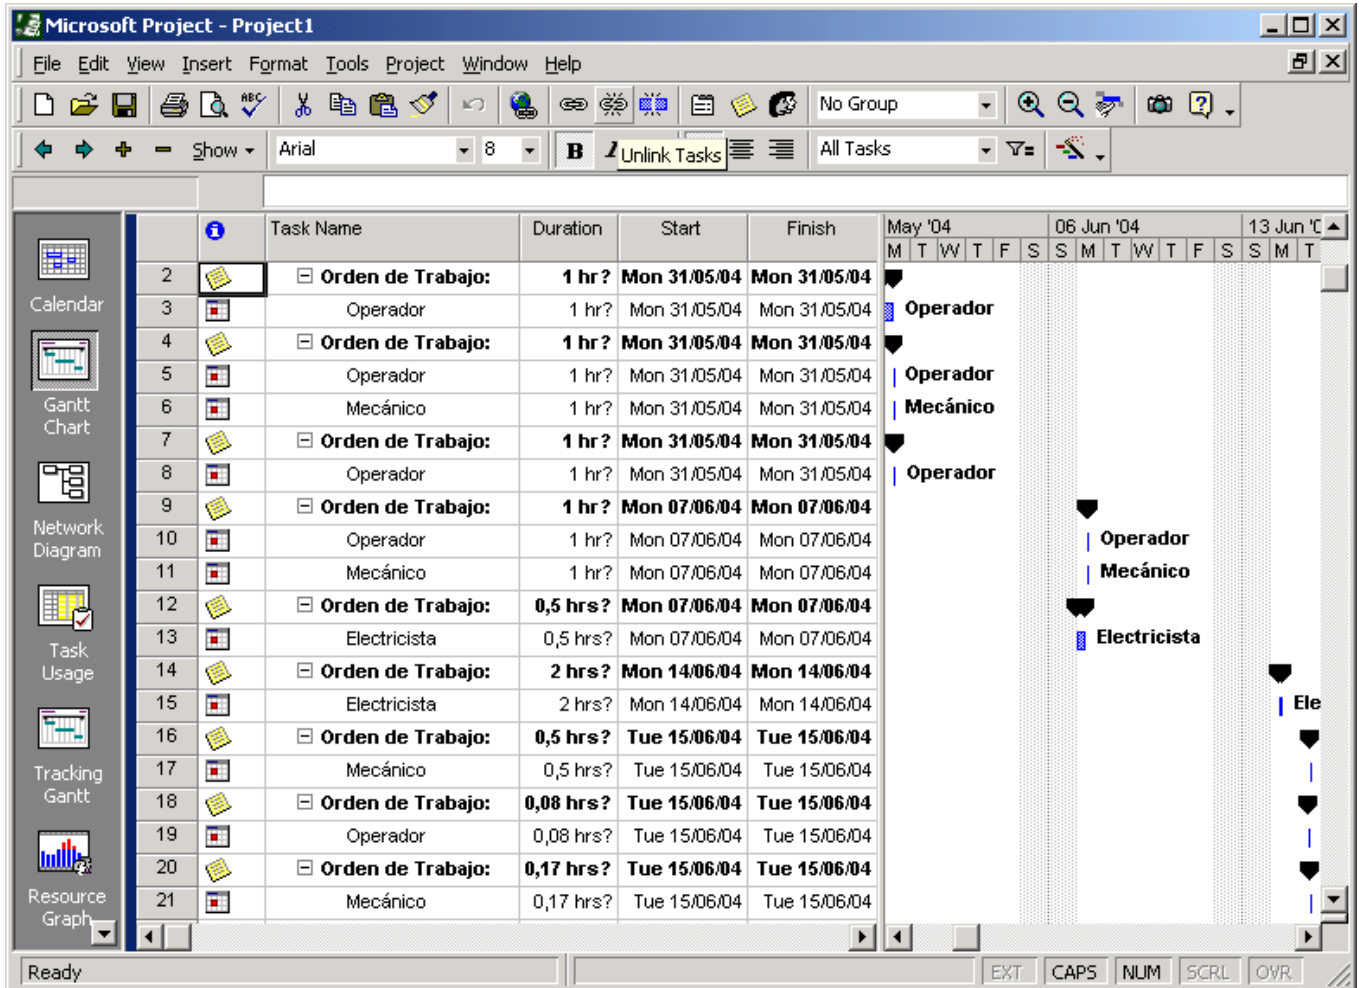 Microsoft Project - Project1
File Edit View Insert Format Tools Project Window Help
ABC No Group
Show Arial 8 B I All Tasks
Unlink Tasks
Task Name Duration Start Finish May '04 06 Jun '04 13 Jun '0
M T W T F S S M T W T F S S M T
2 Orden de Trabajo: 1 hr? Mon 31/05/04 Mon 31/05/04
3 Operador 1 hr? Mon 31/05/04 Mon 31/05/04 Operador
4 Orden de Trabajo: 1 hr? Mon 31/05/04 Mon 31/05/04
5 Operador 1 hr? Mon 31/05/04 Mon 31/05/04 Operador
6 Mecánico 1 hr? Mon 31/05/04 Mon 31/05/04 Mecánico
7 Orden de Trabajo: 1 hr? Mon 31/05/04 Mon 31/05/04
8 Operador 1 hr? Mon 31/05/04 Mon 31/05/04 Operador
9 Orden de Trabajo: 1 hr? Mon 07/06/04 Mon 07/06/04
10 Operador 1 hr? Mon 07/06/04 Mon 07/06/04 Operador
11 Mecánico 1 hr? Mon 07/06/04 Mon 07/06/04 Mecánico
12 Orden de Trabajo: 0,5 hrs? Mon 07/06/04 Mon 07/06/04
13 Electricista 0,5 hrs? Mon 07/06/04 Mon 07/06/04 Electricista
14 Orden de Trabajo: 2 hrs? Mon 14/06/04 Mon 14/06/04
15 Electricista 2 hrs? Mon 14/06/04 Mon 14/06/04 Ele
16 Orden de Trabajo: 0,5 hrs? Tue 15/06/04 Tue 15/06/04
17 Mecánico 0,5 hrs? Tue 15/06/04 Tue 15/06/04
18 Orden de Trabajo: 0,08 hrs? Tue 15/06/04 Tue 15/06/04
19 Operador 0,08 hrs? Tue 15/06/04 Tue 15/06/04
20 Orden de Trabajo: 0,17 hrs? Tue 15/06/04 Tue 15/06/04
21 Mecánico 0,17 hrs? Tue 15/06/04 Tue 15/06/04
Calendar
Gantt
Chart
Network
Diagram
Task
Usage
Tracking
Gantt
Resource
Graph
Ready EXT CAPS NUM SCRL OVR